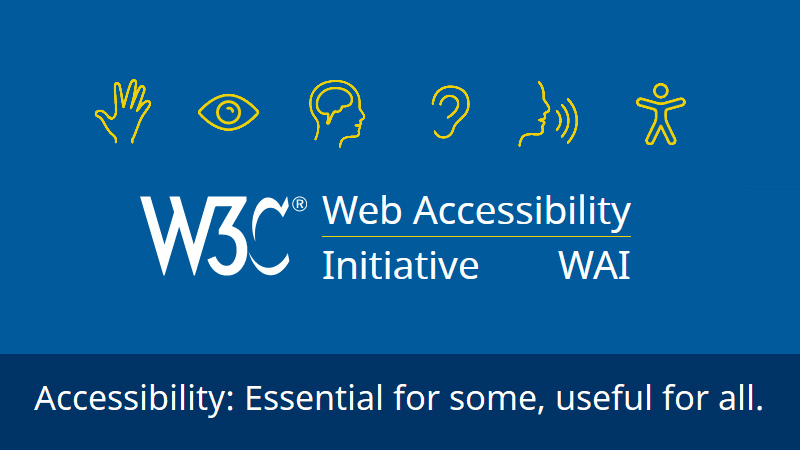 W3C® Web Accessibility
Initiative WAI
Accessibility: Essential for some, useful for all.